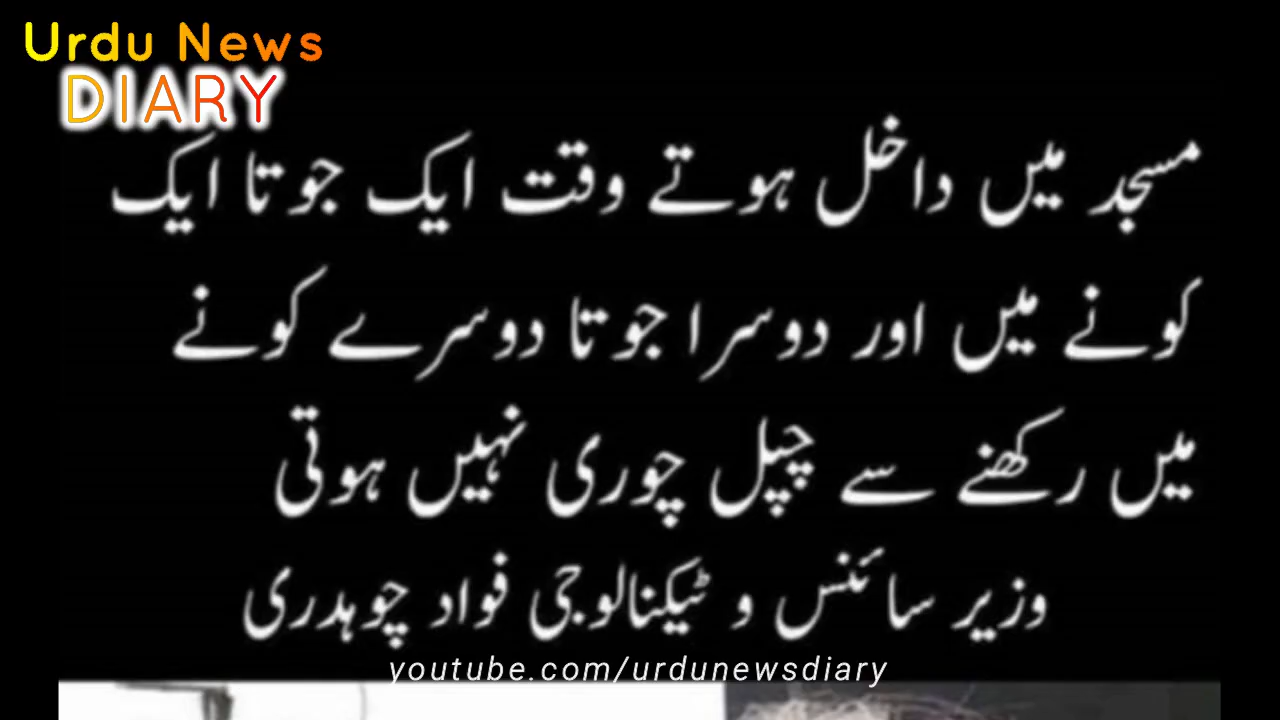 Urdu News
DIARY
مسجد میں داخل ہوتے وقت ایک جوتا ایک
کونے میں اور دوسرا جوتا دوسرے کونے
میں رکھنے سے چپل چوری نہیں ہوتی
وزیر سائنس و ٹیکنالوجی فواد چوہدری
youtube.com/urdunewsdiary